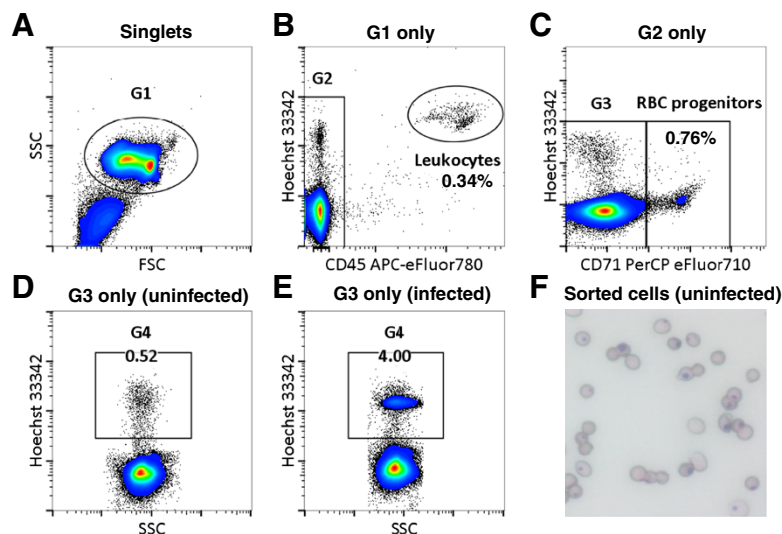 A
Singlets
G1
SSC
FSC
B
G1 only
G2
Hoechst 33342
Leukocytes
0.34%
CD45 APC-eFluor780
C
G2 only
G3
RBC progenitors
0.76%
Hoechst 33342
CD71 PerCP eFluor710
D
G3 only (uninfected)
G4
0.52
Hoechst 33342
SSC
E
G3 only (infected)
G4
4.00
Hoechst 33342
SSC
F
Sorted cells (uninfected)